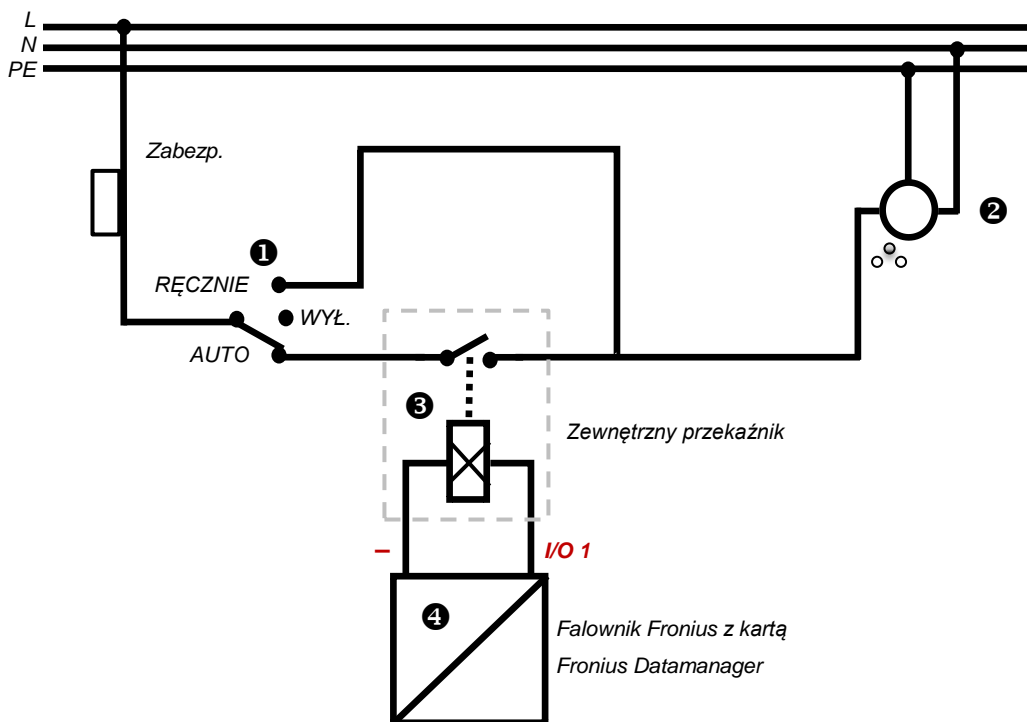 L
N
PE
Zabezp.
❶
❷
RĘCZNIE
WYŁ.
AUTO
❸
Zewnętrzny przekaźnik
–
I/O 1
❹
Falownik Fronius z kartą
Fronius Datamanager